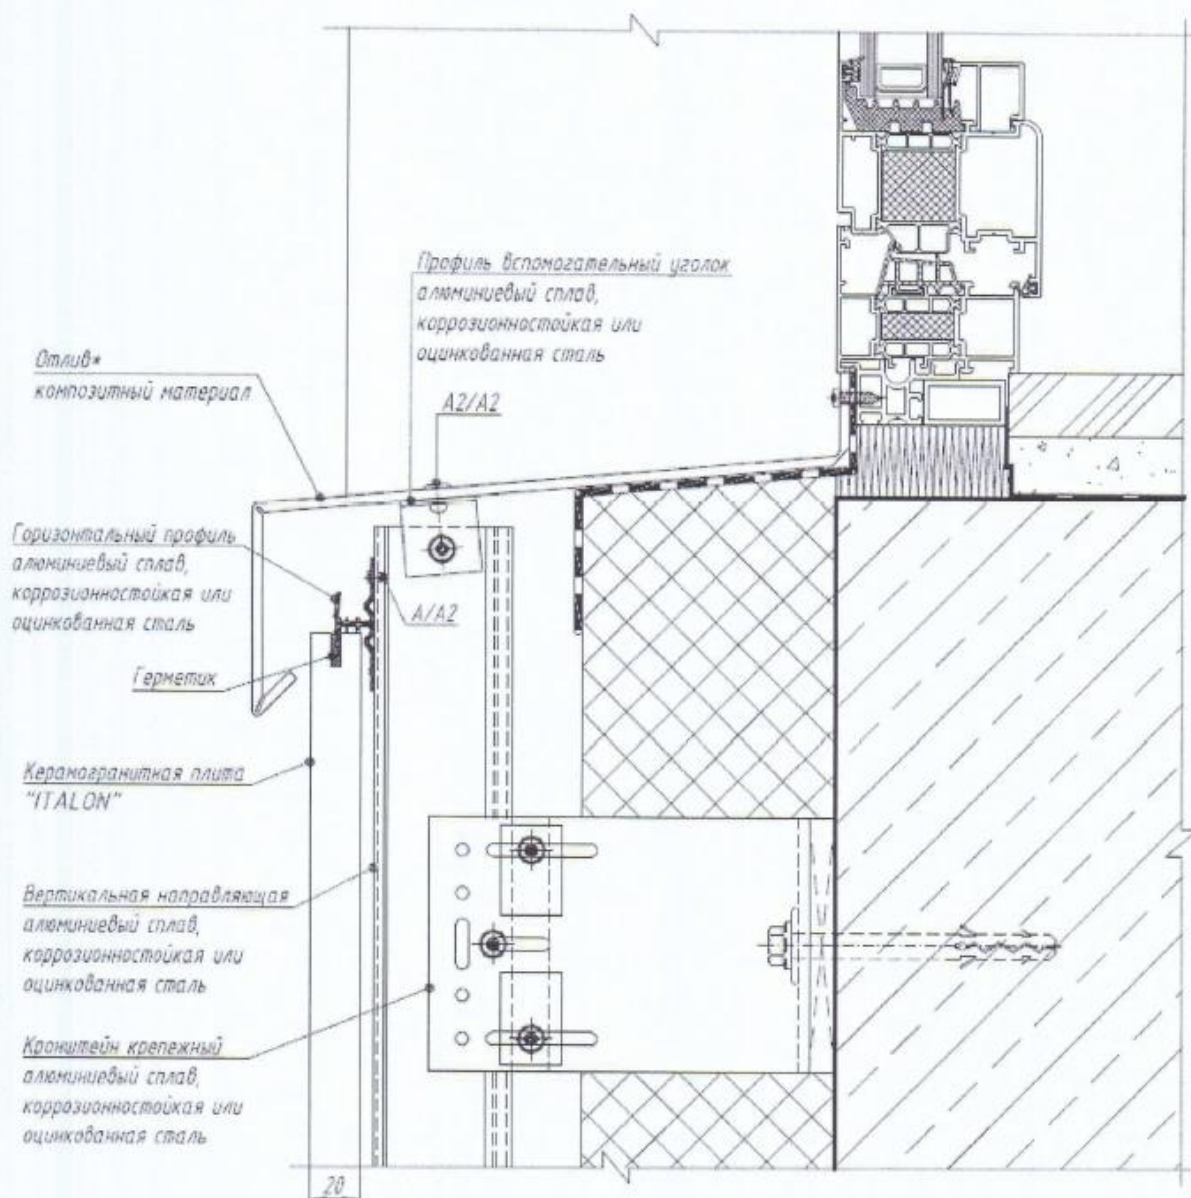 Профиль вспомогательный уголок
алюминиевый сплав,
коррозионностойкая или
оцинкованная сталь
Отлив*
композитный материал
А2/А2
Горизонтальный профиль
алюминиевый сплав,
коррозионностойкая или
оцинкованная сталь
А/А2
Герметик
Керамогранитная плита
"ITALON"
Вертикальная направляющая
алюминиевый сплав,
коррозионностойкая или
оцинкованная сталь
Кронштейн крепежный
алюминиевый сплав,
коррозионностойкая или
оцинкованная сталь
20